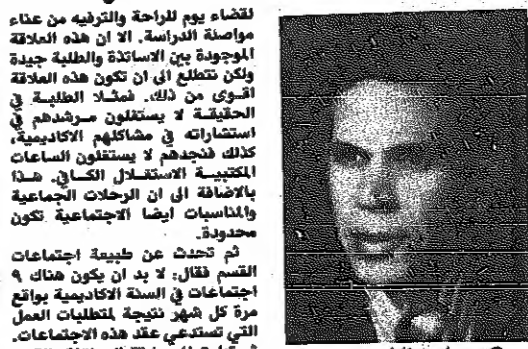 لقضاء يوم للراحة والترفيه من عناء
مواصلة الدراسة. الا ان هذه العلاقة
الموجودة بين الاساتذة والطلبة جيدة
ولكن نتطلع الى ان تكون هذه العلاقة
اقوى من ذلك. فمثلا الطلبة في
الحقيقة لا يستغلون مرشدهم في
استشاراته في مشاكلهم الاكاديمية،
كذلك فنجدهم لا يستغلون الساعات
المكتبية الاستغلال الكافي. هذا
بالاضافة الى ان الرحلات الجماعية
والمناسبات ايضا الاجتماعية تكون
محدودة.
ثم تحدث عن طبيعة اجتماعات
القسم فقال: لا بد ان يكون هناك ٩
اجتماعات في السنة الاكاديمية بواقع
مرة كل شهر نتيجة لمتطلبات العمل
التي تستدعي عقد هذه الاجتماعات.